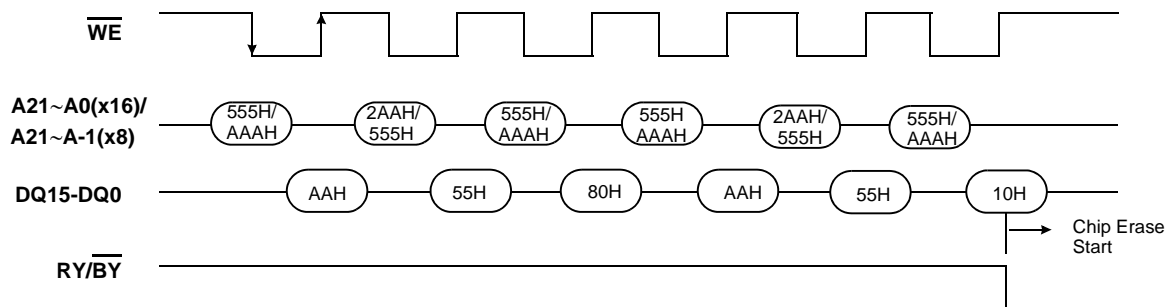 WE
A21~A0(x16)/
A21~A-1(x8)
555H/
AAAH
2AAH/
555H
555H/
AAAH
555H
AAAH
2AAH/
555H
555H/
AAAH
DQ15-DQ0
AAH
55H
80H
AAH
55H
10H
Chip Erase
Start
RY/BY